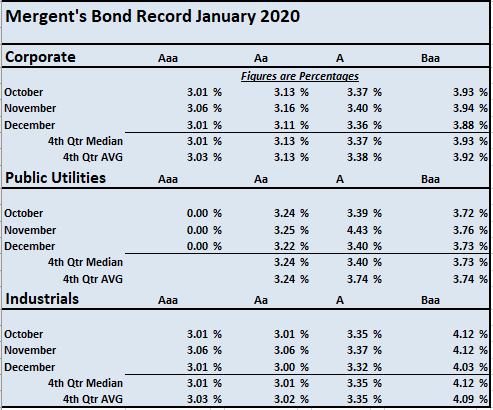 Mergent's Bond Record January 2020
Corporate Aaa Aa A Baa
Figures are Percentages
October 3.01 % 3.13 % 3.37 % 3.93 %
November 3.06 % 3.16 % 3.40 % 3.94 %
December 3.01 % 3.11 % 3.36 % 3.88 %
4th Qtr Median 3.01 % 3.13 % 3.37 % 3.93 %
4th Qtr AVG 3.03 % 3.13 % 3.38 % 3.92 %
Public Utilities Aaa Aa A Baa
October 0.00 % 3.24 % 3.39 % 3.72 %
November 0.00 % 3.25 % 4.43 % 3.76 %
December 0.00 % 3.22 % 3.40 % 3.73 %
4th Qtr Median 3.24 % 3.40 % 3.73 %
4th Qtr AVG 3.24 % 3.74 % 3.74 %
Industrials Aaa Aa A Baa
October 3.01 % 3.01 % 3.35 % 4.12 %
November 3.06 % 3.06 % 3.37 % 4.12 %
December 3.01 % 3.00 % 3.32 % 4.03 %
4th Qtr Median 3.01 % 3.01 % 3.35 % 4.12 %
4th Qtr AVG 3.03 % 3.02 % 3.35 % 4.09 %